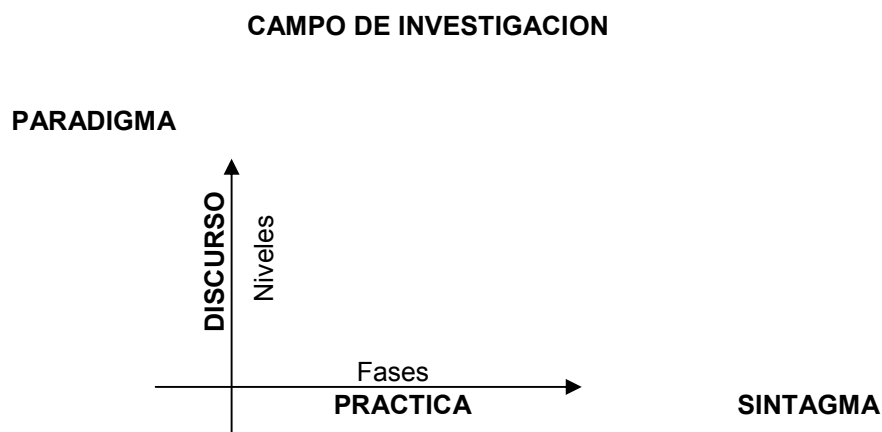 CAMPO DE INVESTIGACION
PARADIGMA
DISCURSO
Niveles
Fases
PRACTICA
SINTAGMA